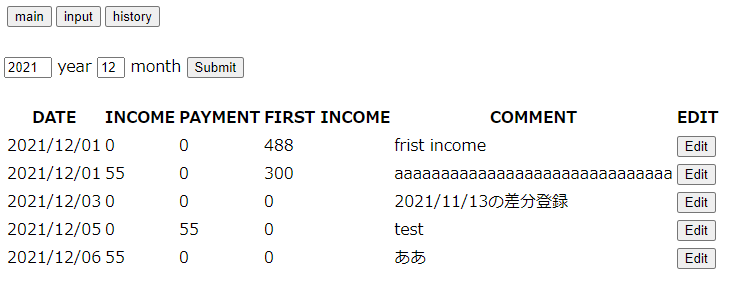 main input history
2021 year 12 month Submit
DATE INCOME PAYMENT FIRST INCOME COMMENT EDIT
2021/12/01 0 0 488 frist income Edit
2021/12/01 55 0 300 aaaaaaaaaaaaaaaaaaaaaaaaaaaaaa Edit
2021/12/03 0 0 0 2021/11/13の差分登録 Edit
2021/12/05 0 55 0 test Edit
2021/12/06 55 0 0 ああ Edit